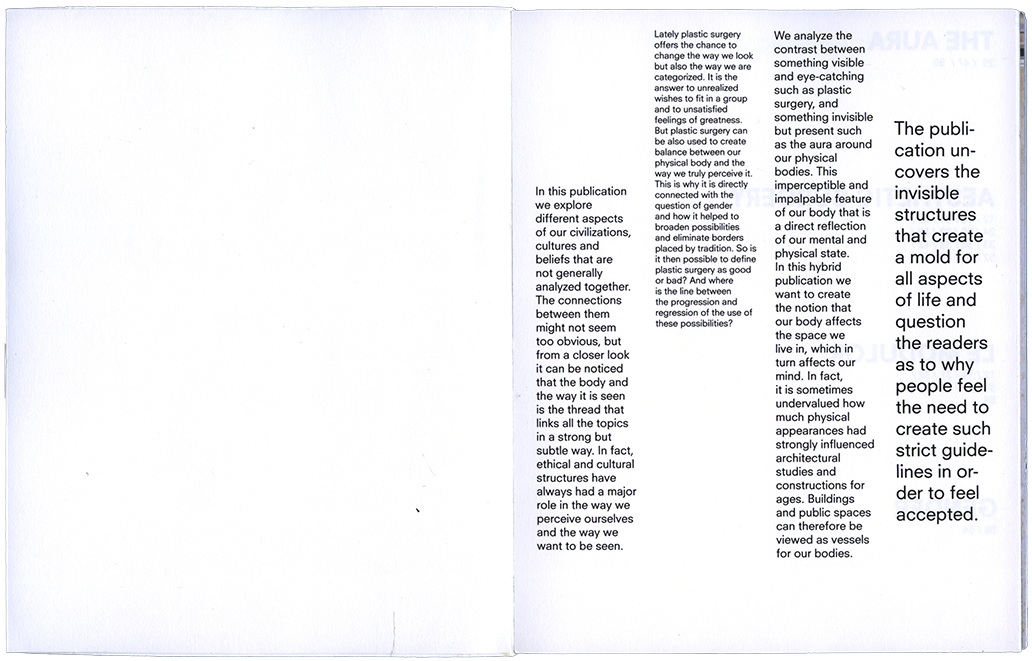 In this publication
we explore
different aspects
of our civilizations,
cultures and
beliefs that are
not generally
analyzed together.
The connections
between them
might not seem
too obvious, but
from a closer look
it can be noticed
that the body and
the way it is seen
is the thread that
links all the topics
in a strong but
subtle way. In fact,
ethical and cultural
structures have
always had a major
role in the way we
perceive ourselves
and the way we
want to be seen.
Lately plastic surgery
offers the chance to
change the way we look
but also the way we are
categorized. It is the
answer to unrealized
wishes to fit in a group
and to unsatisfied
feelings of greatness.
But plastic surgery can
be also used to create
balance between our
physical body and the
way we truly perceive it.
This is why it is directly
connected with the
question of gender
and how it helped to
broaden possibilities
and eliminate borders
placed by tradition. So is
it then possible to define
plastic surgery as good
or bad? And where
is the line between
the progression and
regression of the use of
these possibilities?
We analyze the
contrast between
something visible
and eye-catching
such as plastic
surgery, and
something invisible
but present such
as the aura around
our physical
bodies. This
imperceptible and
impalpable feature
of our body that is
a direct reflection
of our mental and
physical state.
In this hybrid
publication we
want to create
the notion that
our body affects
the space we
live in, which in
turn affects our
mind. In fact,
it is sometimes
undervalued how
much physical
appearances had
strongly influenced
architectural
studies and
constructions for
ages. Buildings
and public spaces
can therefore be
viewed as vessels
for our bodies.
The publi-
cation un-
covers the
invisible
structures
that create
a mold for
all aspects
of life and
question
the readers
as to why
people feel
the need to
create such
strict guide-
lines in or-
der to feel
accepted.
THE AURA